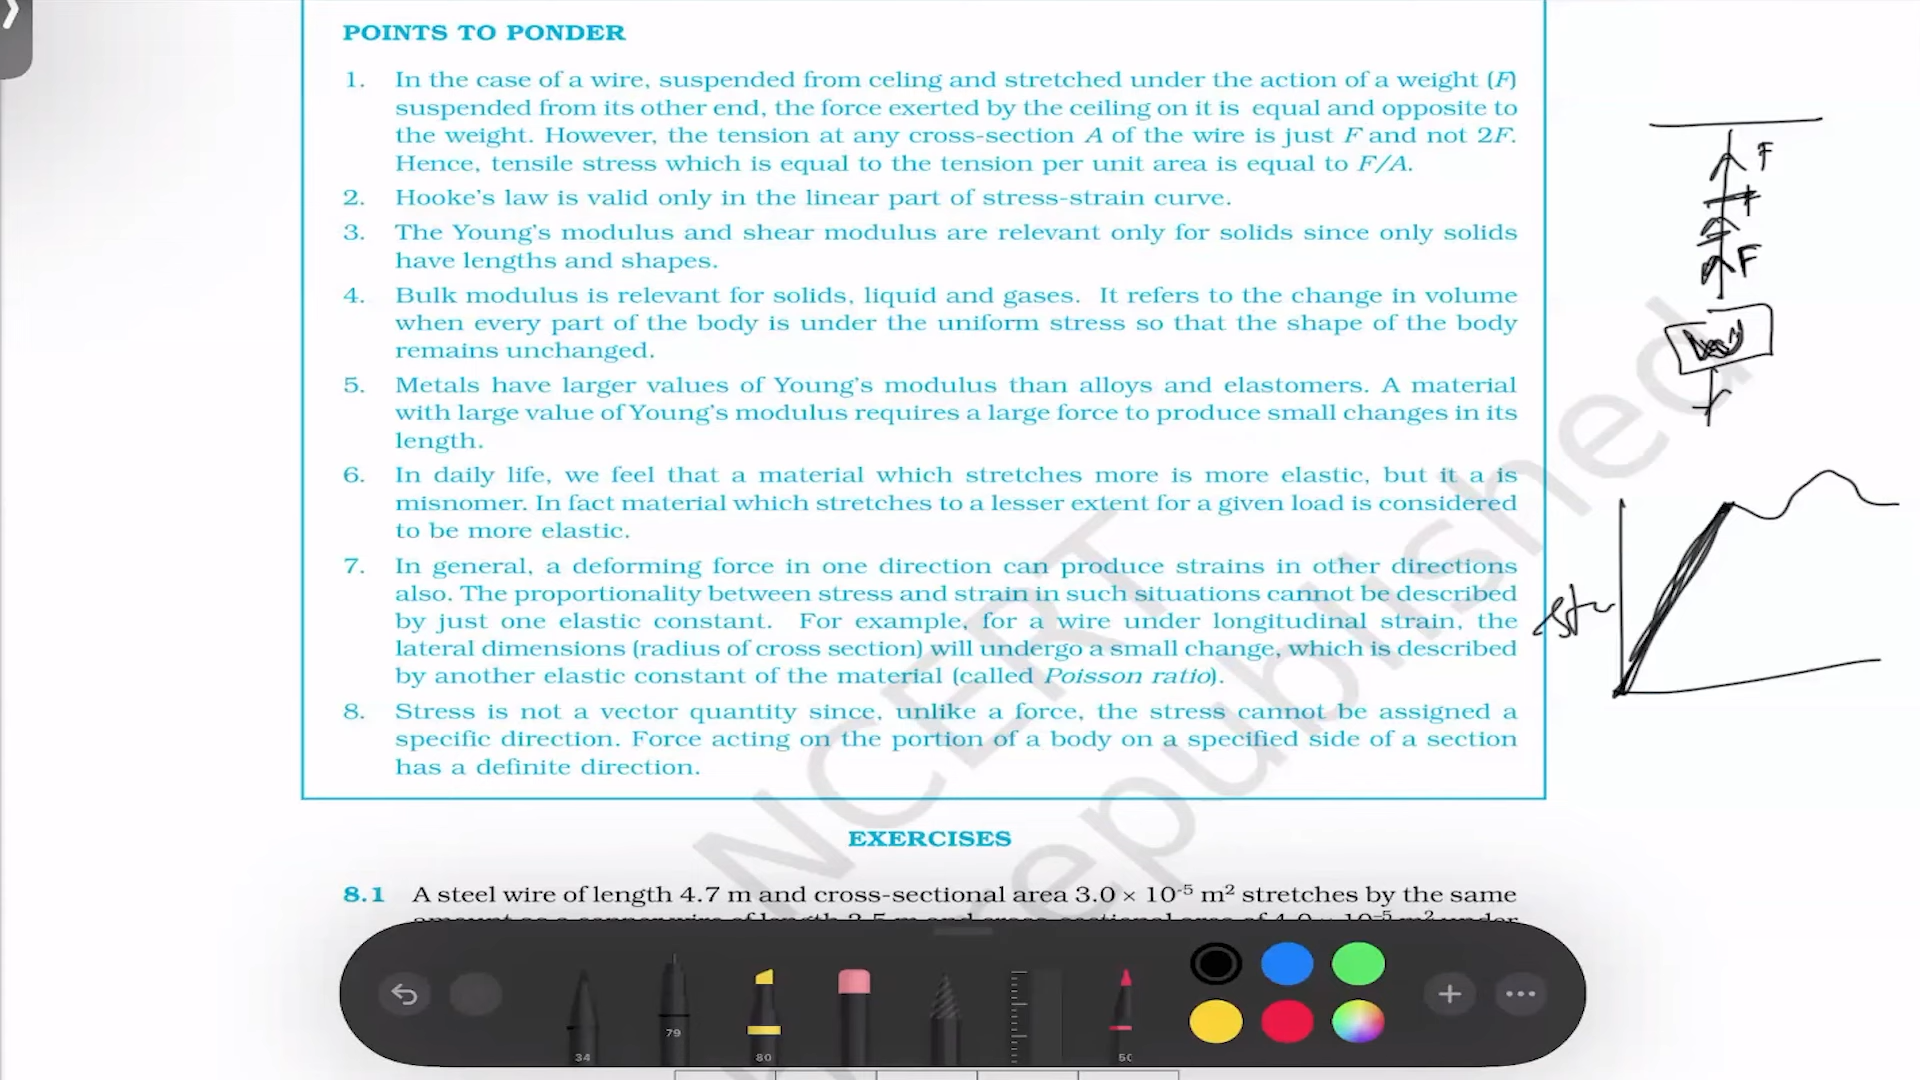 POINTS TO PONDER
1. In the case of a wire, suspended from celing and stretched under the action of a weight (F)
suspended from its other end, the force exerted by the ceiling on it is equal and opposite to
the weight. However, the tension at any cross-section A of the wire is just F and not 2F.
Hence, tensile stress which is equal to the tension per unit area is equal to F/A.
2. Hooke's law is valid only in the linear part of stress-strain curve.
3. The Young's modulus and shear modulus are relevant only for solids since only solids
have lengths and shapes.
4. Bulk modulus is relevant for solids, liquid and gases. It refers to the change in volume
when every part of the body is under the uniform stress so that the shape of the body
remains unchanged.
5. Metals have larger values of Young's modulus than alloys and elastomers. A material
with large value of Young's modulus requires a large force to produce small changes in its
length.
6. In daily life, we feel that a material which stretches more is more elastic, but it a is
misnomer. In fact material which stretches to a lesser extent for a given load is considered
to be more elastic.
7. In general, a deforming force in one direction can produce strains in other directions
also. The proportionality between stress and strain in such situations cannot be described
by just one elastic constant. For example, for a wire under longitudinal strain, the
lateral dimensions (radius of cross section) will undergo a small change, which is described
by another elastic constant of the material (called Poisson ratio).
8. Stress is not a vector quantity since, unlike a force, the stress cannot be assigned a
specific direction. Force acting on the portion of a body on a specified side of a section
has a definite direction.
EXERCISES
8.1 A steel wire of length 4.7 m and cross-sectional area 3.0 × 10⁻⁵ m² stretches by the same
F
F
NCERT
republished
34
79
80
50